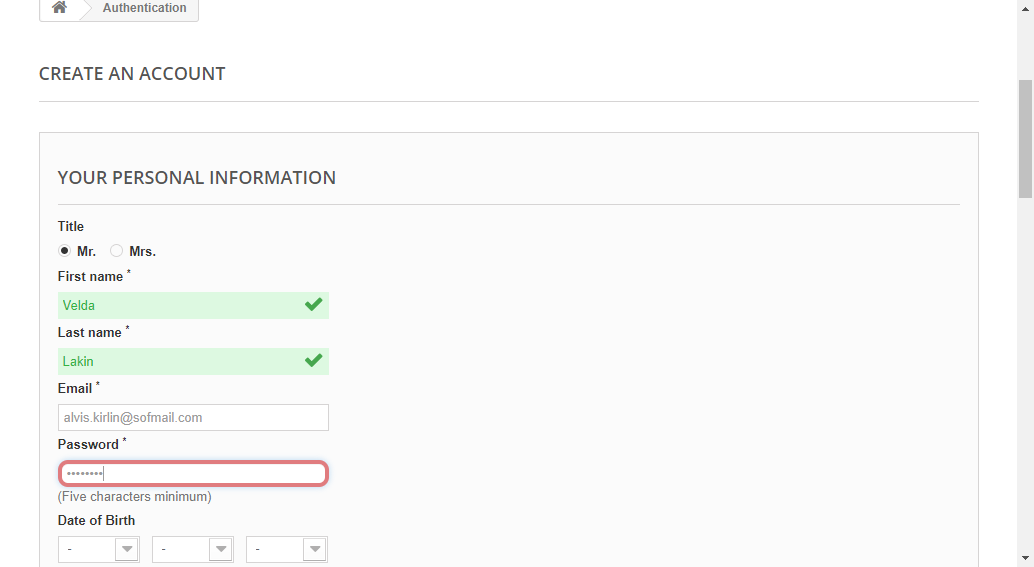 Authentication
CREATE AN ACCOUNT
YOUR PERSONAL INFORMATION
Title
Mr. Mrs.
First name *
Velda
Last name *
Lakin
Email *
alvis.kirlin@sofmail.com
Password *
••••••••
(Five characters minimum)
Date of Birth
- - -